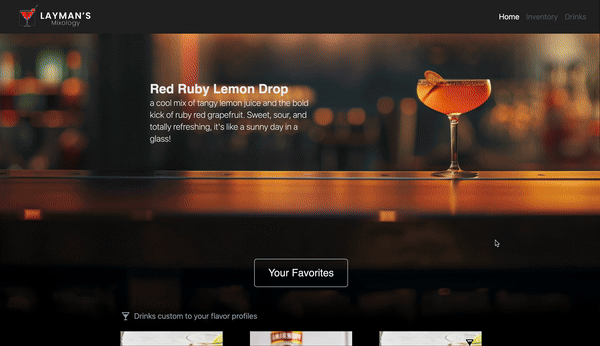 LAYMAN'S
Mixology
Home Inventory Drinks
Red Ruby Lemon Drop
a cool mix of tangy lemon juice and the bold
kick of ruby red grapefruit. Sweet, sour, and
totally refreshing, it's like a sunny day in a
glass!
Your Favorites
Drinks custom to your flavor profiles